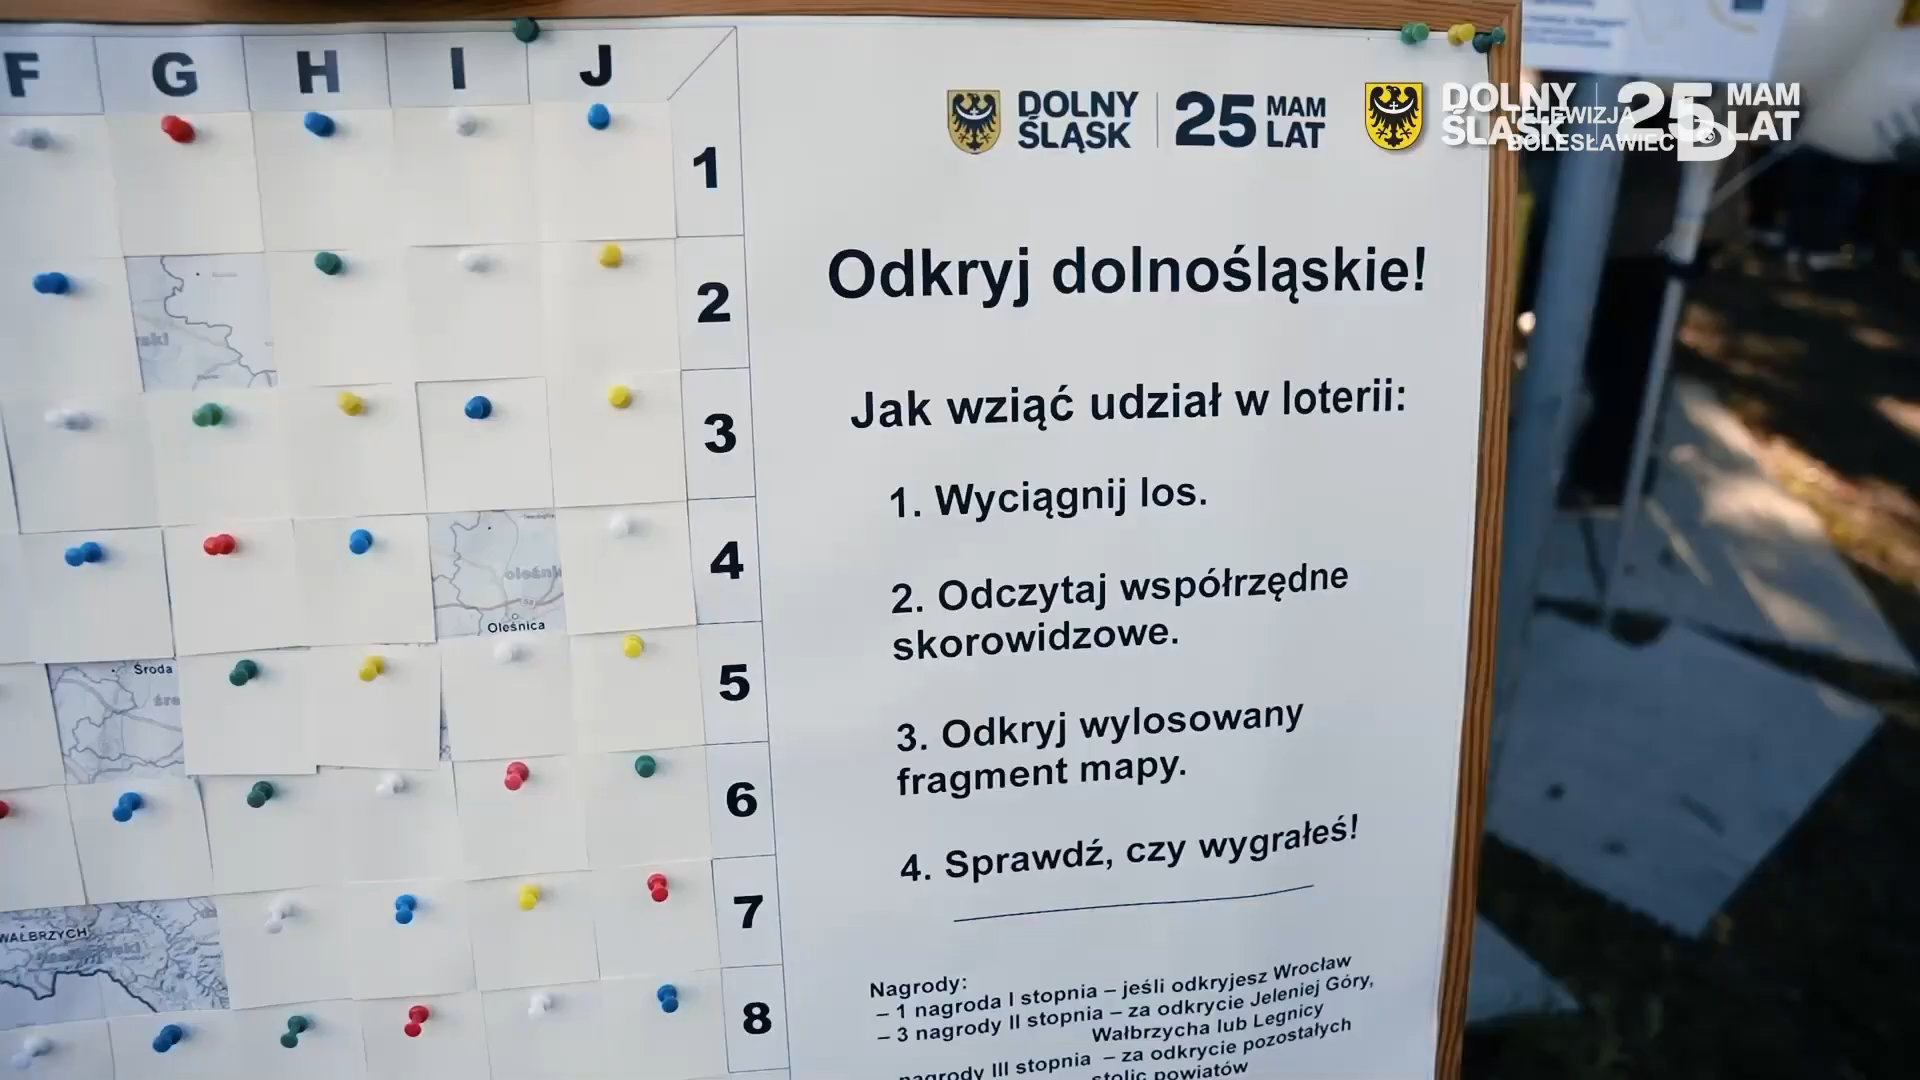 F G H I J
1
2
3
4
5
6
7
8
Oleśnica
Środa
WAŁBRZYCH
DOLNY
ŚLĄSK
25 MAM
LAT
DOLNY
ŚLĄSK
25 MAM
LAT
TELEWIZJA
BOLESŁAWIEC
Odkryj dolnośląskie!
Jak wziąć udział w loterii:
1. Wyciągnij los.
2. Odczytaj współrzędne
skorowidzowe.
3. Odkryj wylosowany
fragment mapy.
4. Sprawdź, czy wygrałeś!
Nagrody:
– 1 nagroda I stopnia – jeśli odkryjesz Wrocław
– 3 nagrody II stopnia – za odkrycie Jeleniej Góry,
Wałbrzycha lub Legnicy
nagrody III stopnia – za odkrycie pozostałych
stolic powiatów